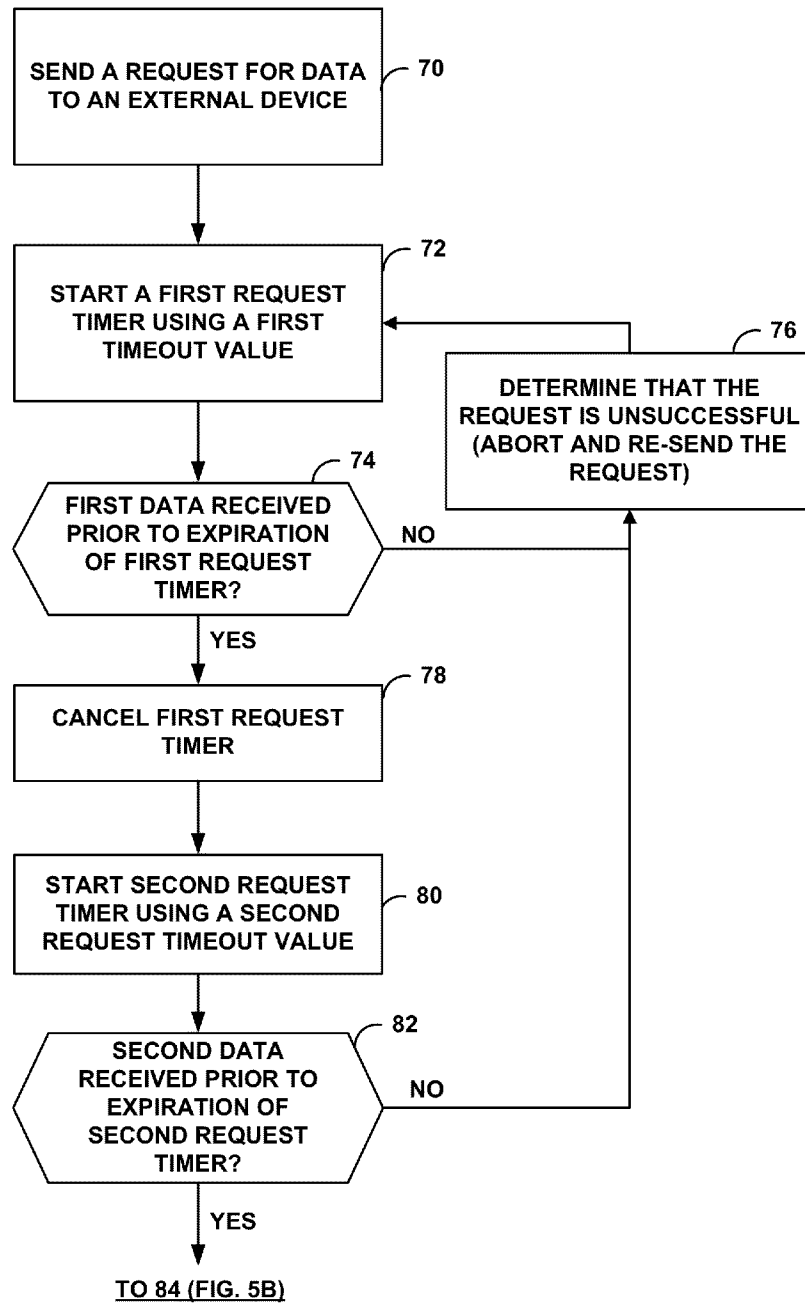 SEND A REQUEST FOR DATA
TO AN EXTERNAL DEVICE
70
72
START A FIRST REQUEST
TIMER USING A FIRST
TIMEOUT VALUE
76
DETERMINE THAT THE
REQUEST IS UNSUCCESSFUL
(ABORT AND RE-SEND THE
REQUEST)
74
FIRST DATA RECEIVED
PRIOR TO EXPIRATION
OF FIRST REQUEST
TIMER?
NO
YES
78
CANCEL FIRST REQUEST
TIMER
START SECOND REQUEST
TIMER USING A SECOND
REQUEST TIMEOUT VALUE
80
82
SECOND DATA
RECEIVED PRIOR TO
EXPIRATION OF
SECOND REQUEST
TIMER?
NO
YES
TO 84 (FIG. 5B)